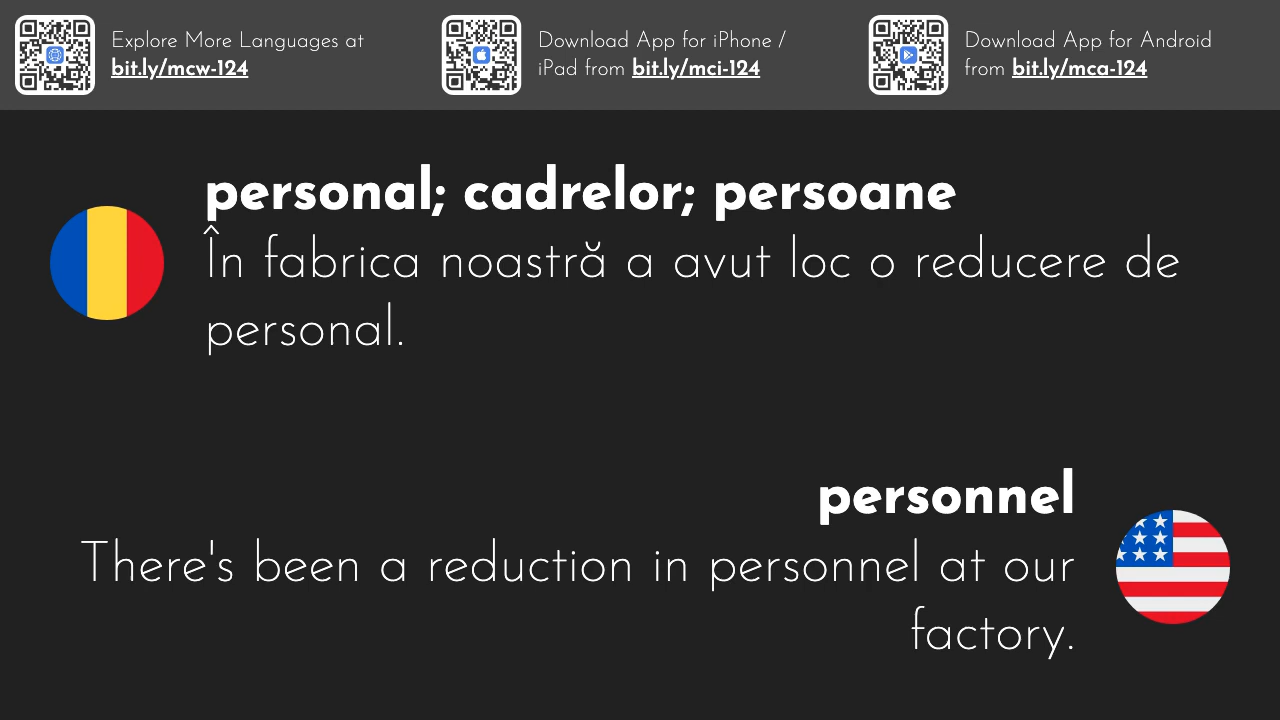 Explore More Languages at
bit.ly/mcw-124
Download App for iPhone /
iPad from bit.ly/mci-124
Download App for Android
from bit.ly/mca-124
personal; cadrelor; persoane
În fabrica noastră a avut loc o reducere de
personal.
personnel
There's been a reduction in personnel at our
factory.